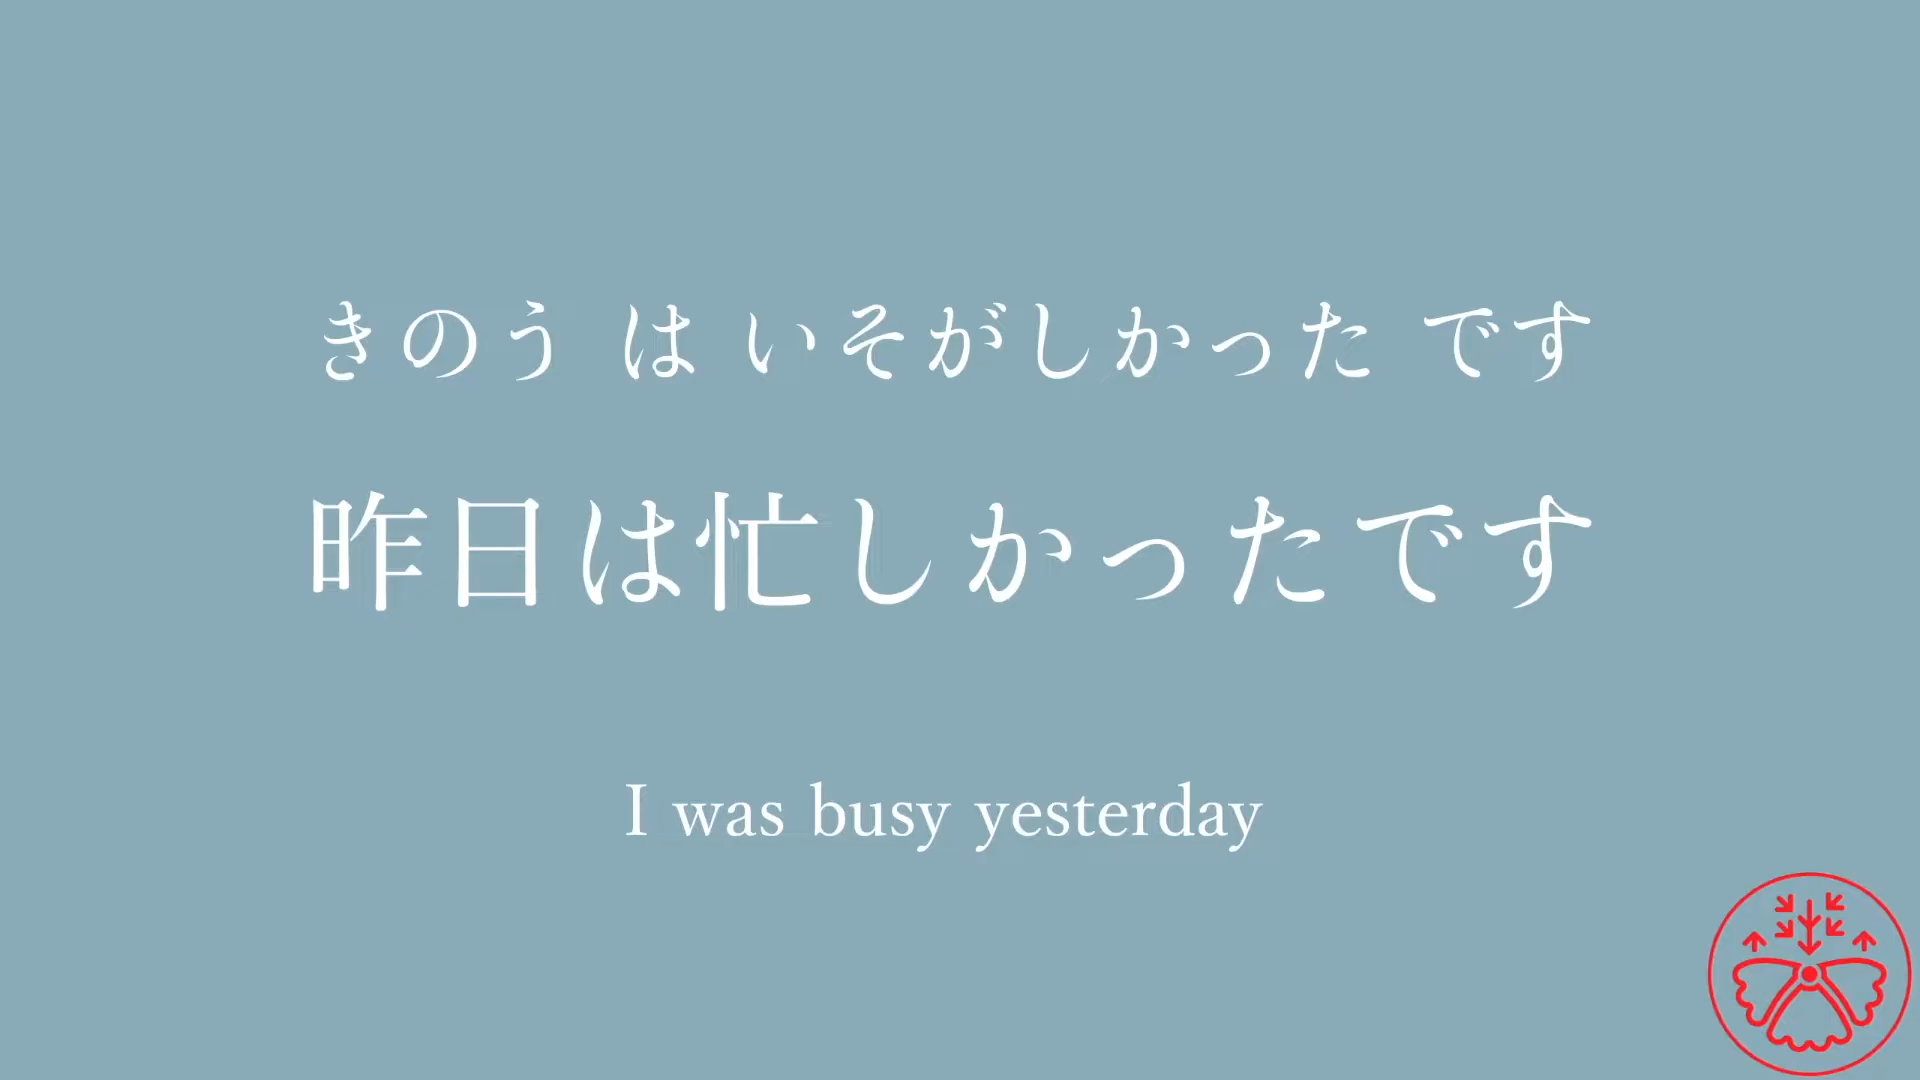 きのう は いそがしかった です
昨日は忙しかったです
I was busy yesterday